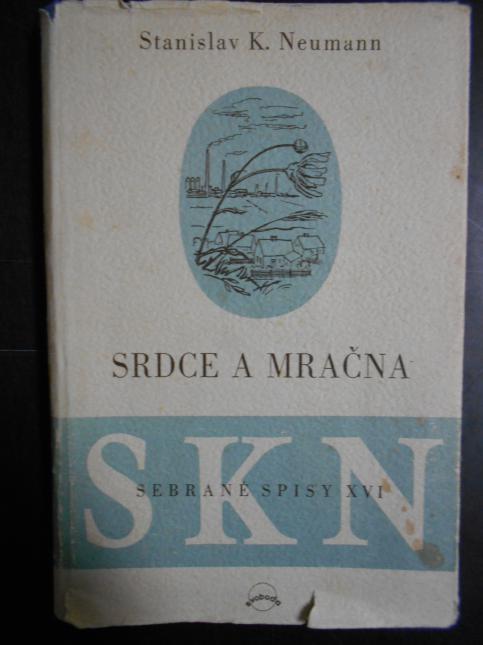 Stanislav K. Neumann
SRDCE A MRAČNA
SKN
SEBRANÉ SPISY XVI
svoboda